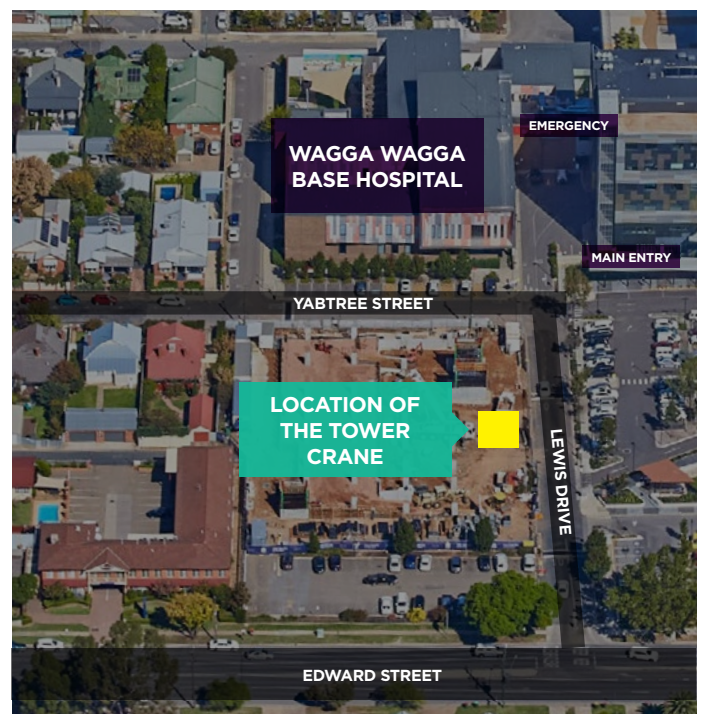 EMERGENCY
WAGGA WAGGA
BASE HOSPITAL
MAIN ENTRY
YABTREE STREET
LOCATION OF
THE TOWER
CRANE
LEWIS DRIVE
EDWARD STREET